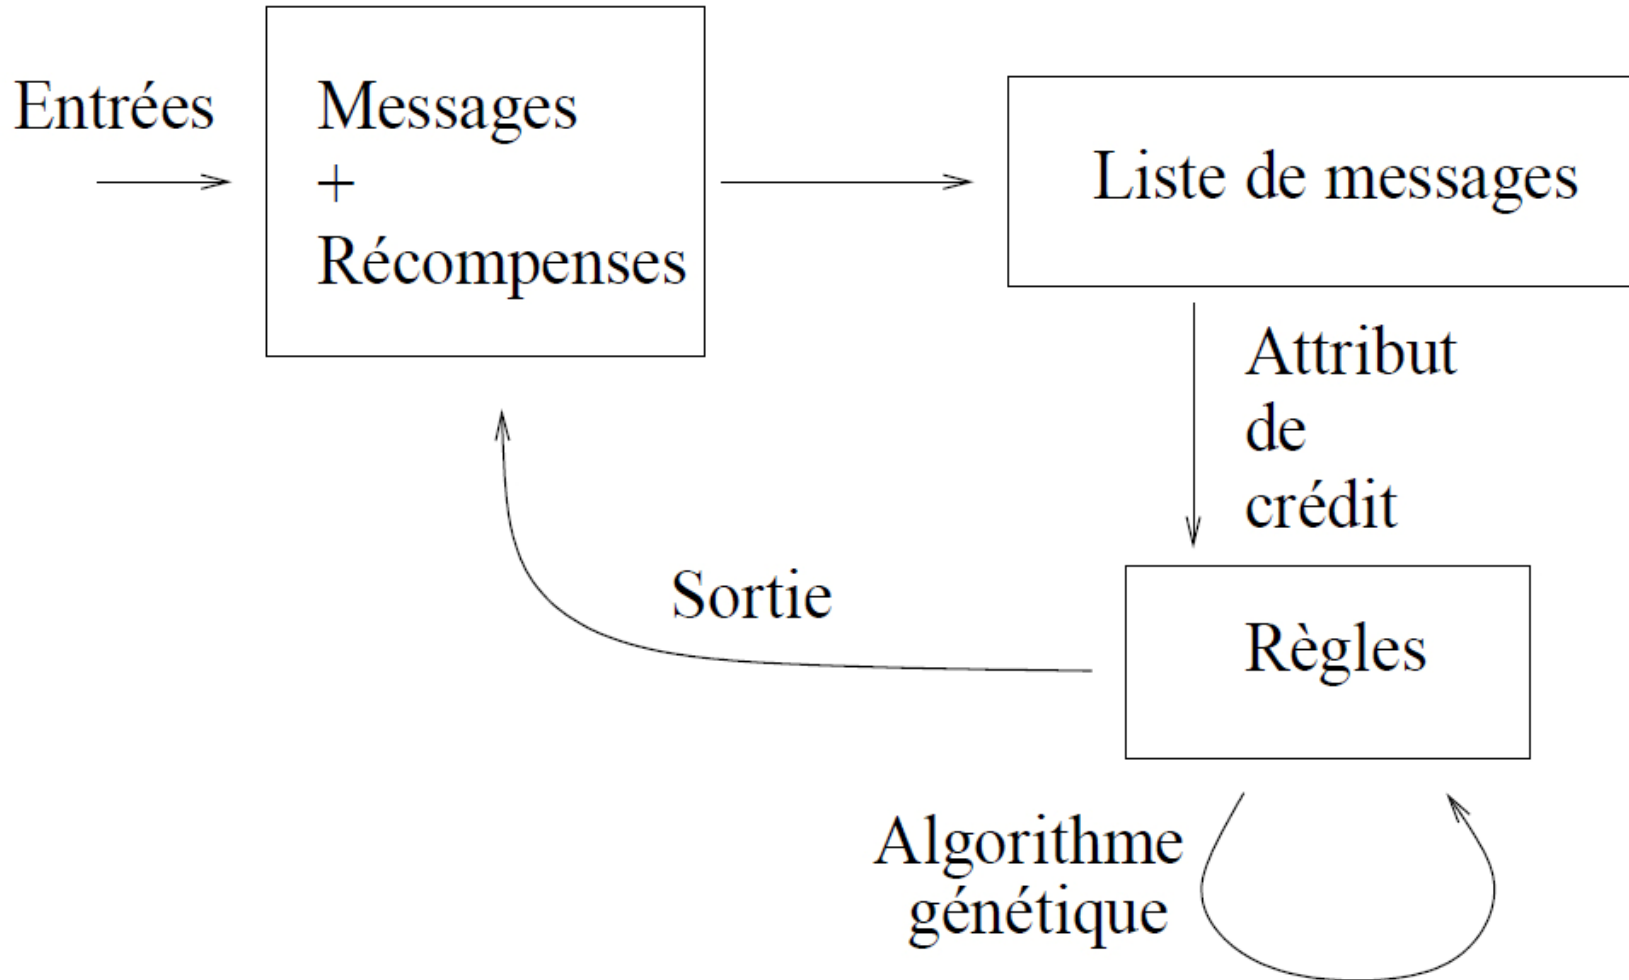 Entrées
Messages
+
Récompenses
Liste de messages
Attribut
de
crédit
Sortie
Règles
Algorithme
génétique